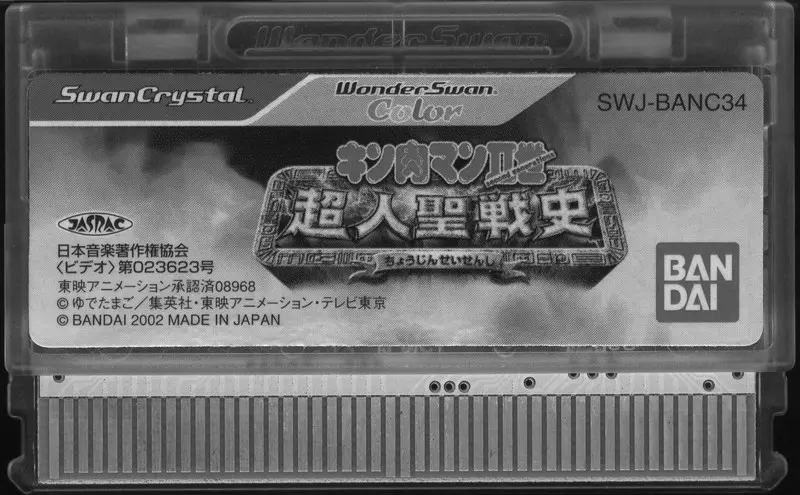 WonderSwan
SwanCrystal™
WonderSwan™
Color
SWJ-BANC34
キン肉マンII世
超人聖戦史
ちょうじんせいせんし
JASRAC
日本音楽著作権協会
〈ビデオ〉第023623号
東映アニメーション承認済08968
©ゆでたまご／集英社・東映アニメーション・テレビ東京
© BANDAI 2002 MADE IN JAPAN
BAN
DAI